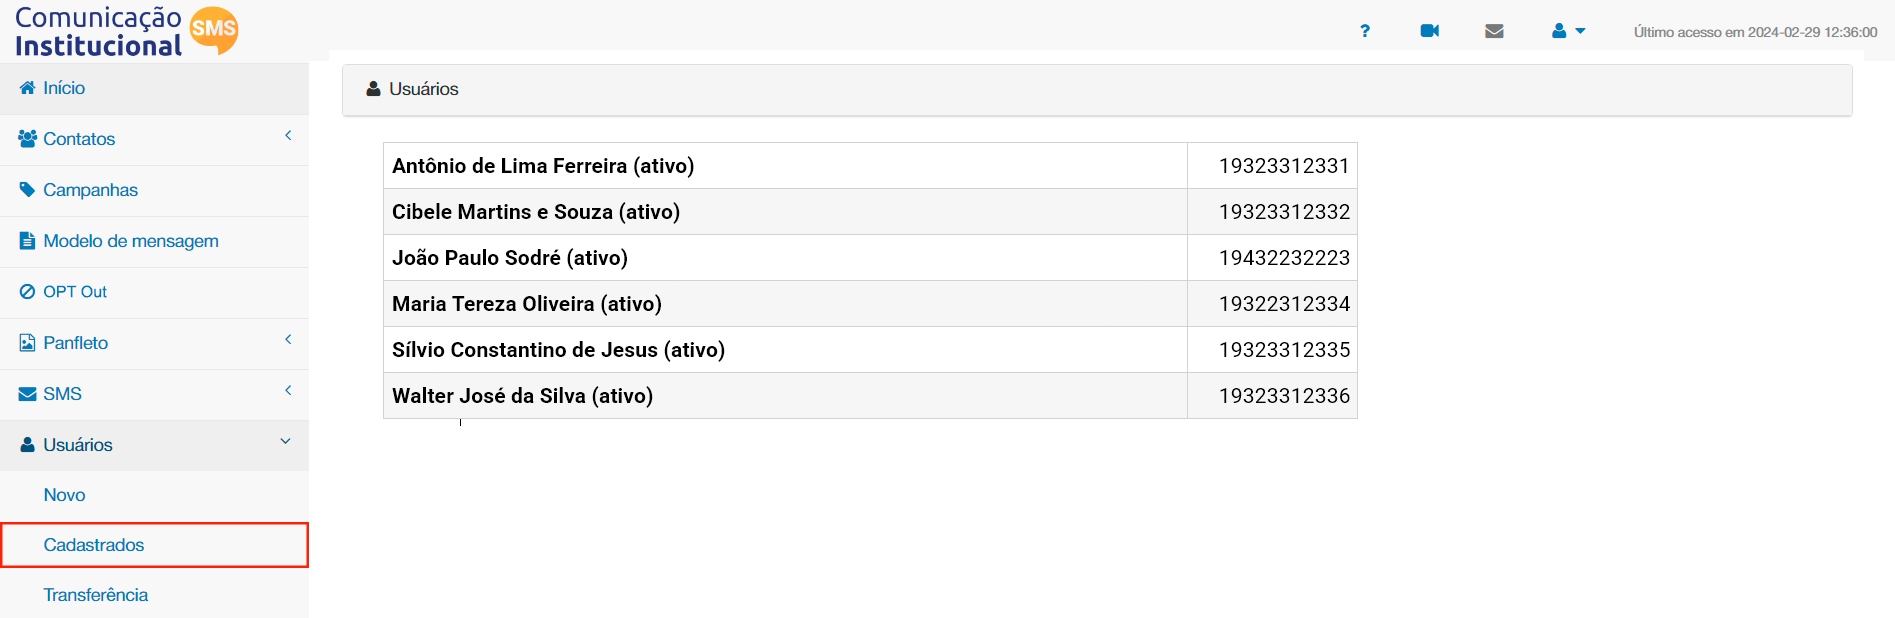 Comunicação
Institucional SMS
? Último acesso em 2024-02-29 12:36:00
Início
Contatos
Campanhas
Modelo de mensagem
OPT Out
Panfleto
SMS
Usuários
Novo
Cadastrados
Transferência
Usuários
Antônio de Lima Ferreira (ativo) 19323312331
Cibele Martins e Souza (ativo) 19323312332
João Paulo Sodré (ativo) 19432232223
Maria Tereza Oliveira (ativo) 19322312334
Sílvio Constantino de Jesus (ativo) 19323312335
Walter José da Silva (ativo) 19323312336